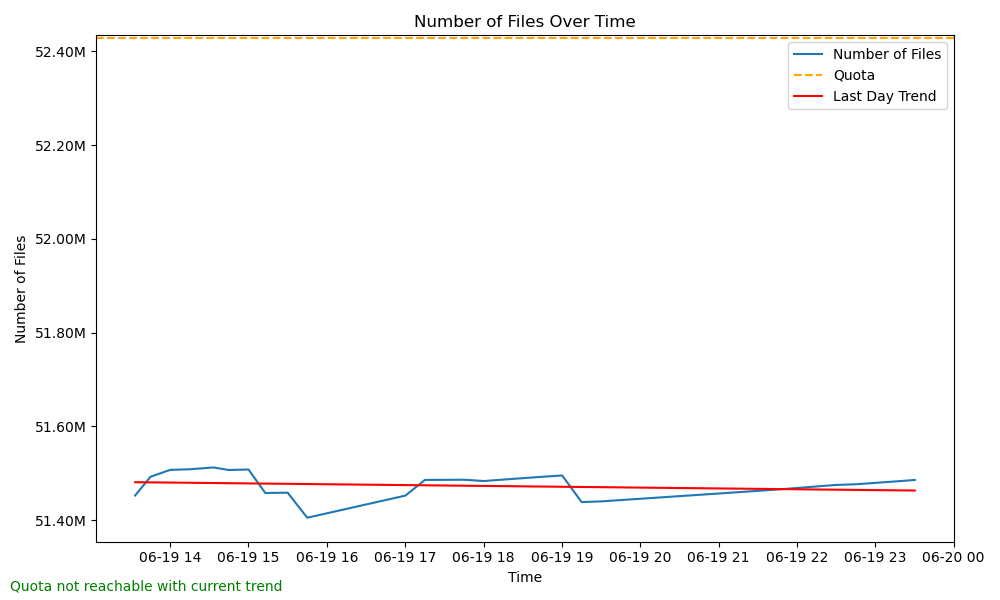 Number of Files Over Time
Number of Files
Quota
Last Day Trend
52.40M
52.20M
52.00M
51.80M
51.60M
51.40M
Number of Files
06-19 14
06-19 15
06-19 16
06-19 17
06-19 18
06-19 19
06-19 20
06-19 21
06-19 22
06-19 23
06-20 00
Time
Quota not reachable with current trend